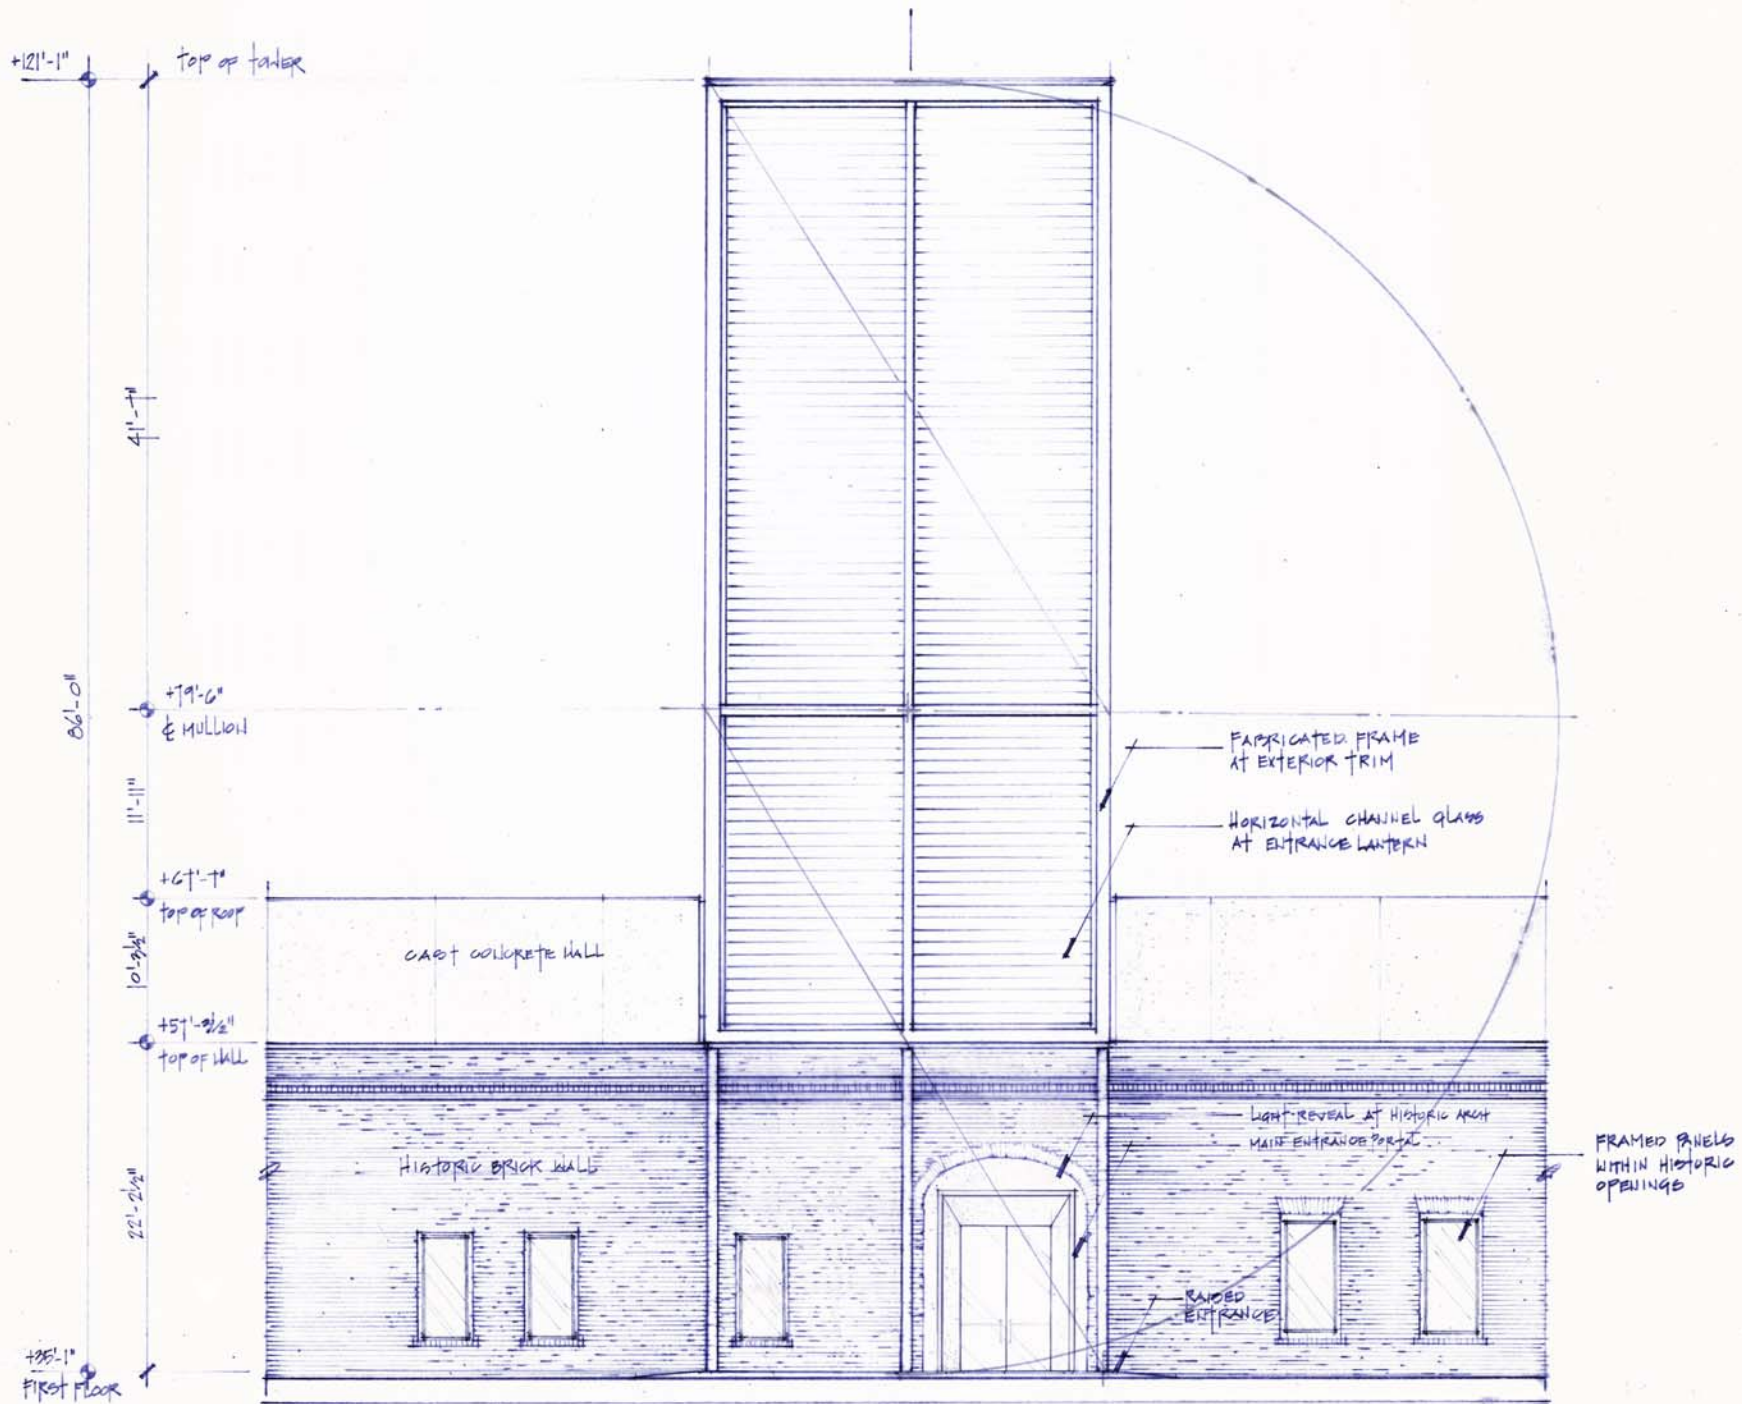 +121'-1"
top of tower
41'-7"
86'-0"
+79'-6"
℄ MULLION
FABRICATED FRAME
AT EXTERIOR TRIM
11'-11"
HORIZONTAL CHANNEL GLASS
AT ENTRANCE LANTERN
+67'-7"
top of roof
CAST CONCRETE WALL
10'-3½"
+57'-3½"
top of wall
LIGHT REVEAL AT HISTORIC ARCH
MAIN ENTRANCE PORTAL
HISTORIC BRICK WALL
FRAMED PANELS
WITHIN HISTORIC
OPENINGS
22'-2½"
RAISED
ENTRANCE
+35'-1"
FIRST FLOOR